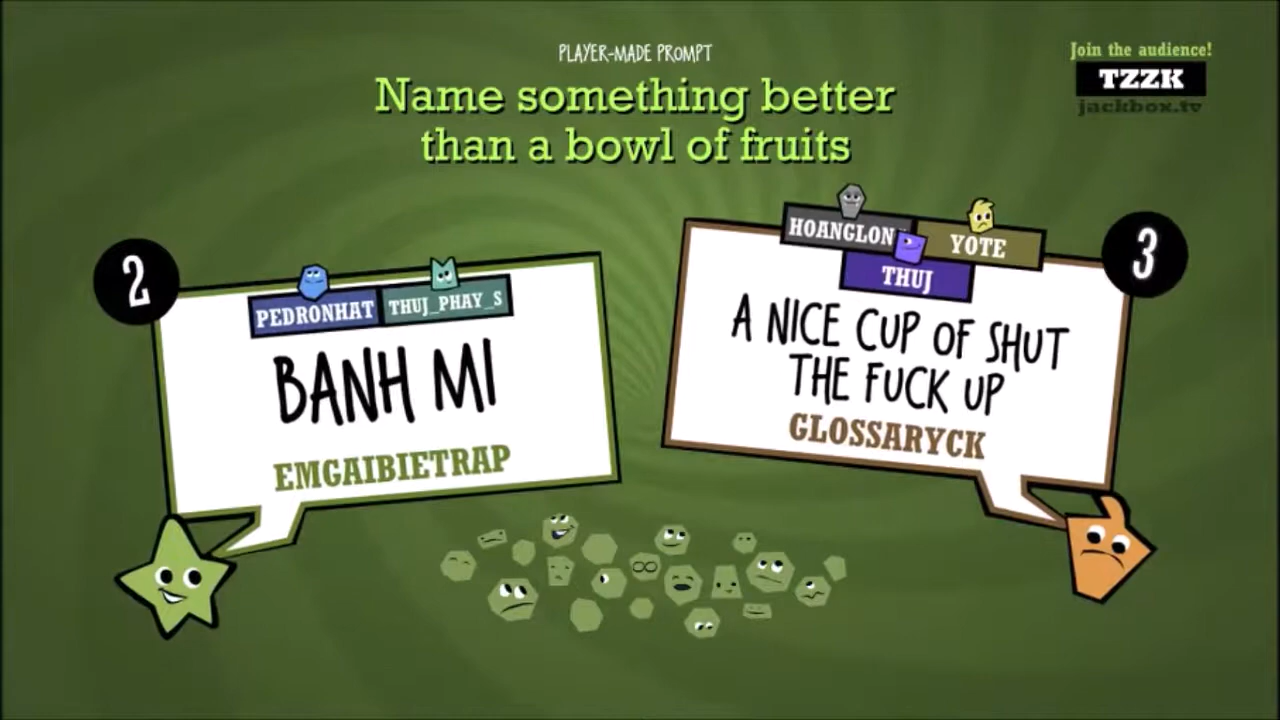 PLAYER-MADE PROMPT
Name something better
than a bowl of fruits
Join the audience!
TZZK
jackbox.tv
2
PEDRONHAT
THUJ_PHAY_S
BANH MI
EMGAIBIETRAP
3
HOANGLON
YOTE
THUJ
A NICE CUP OF SHUT
THE FUCK UP
GLOSSARYCK